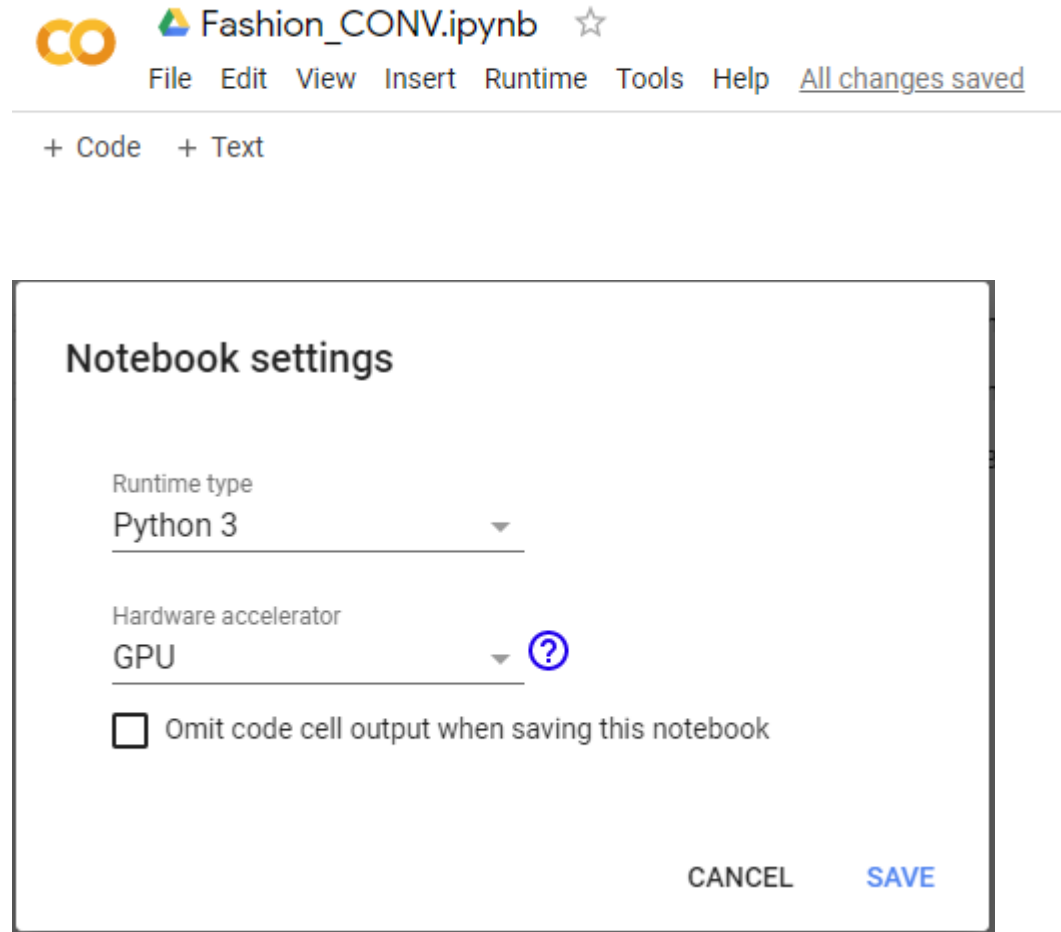 Fashion_CONV.ipynb
File Edit View Insert Runtime Tools Help All changes saved
+ Code + Text
Notebook settings
Runtime type
Python 3
Hardware accelerator
GPU ?
Omit code cell output when saving this notebook
CANCEL SAVE